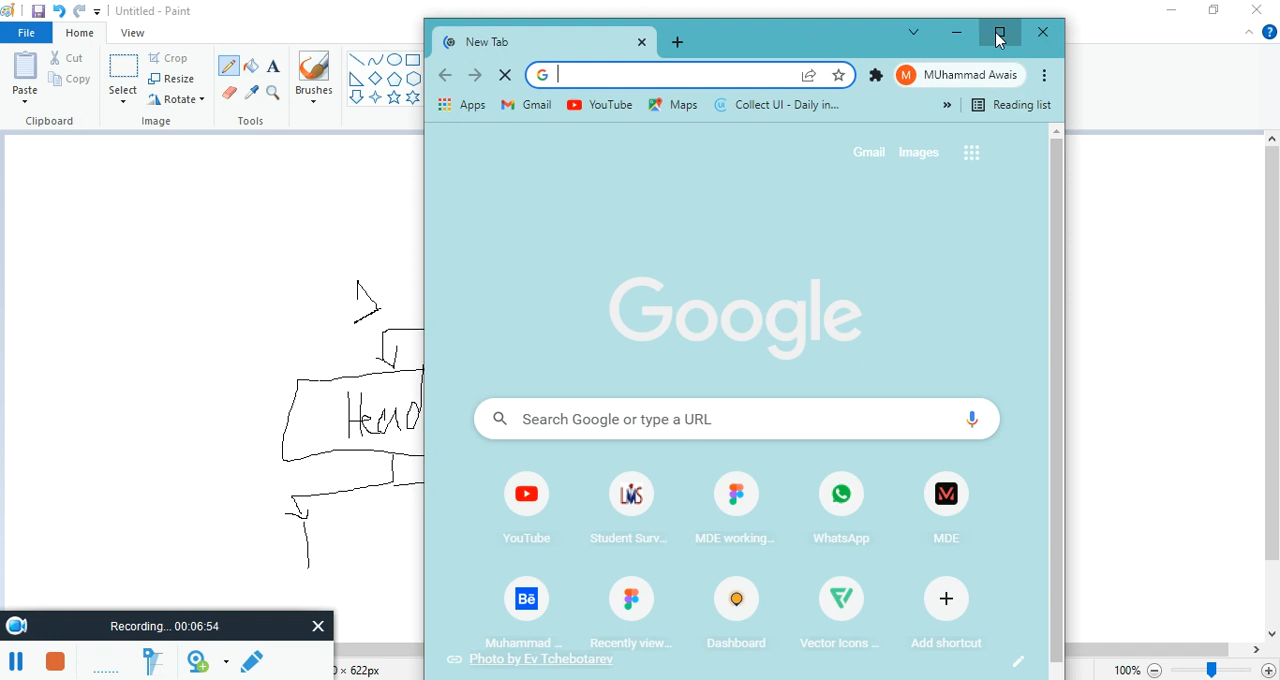 Untitled - Paint
File Home View
Paste
Cut
Copy
Clipboard
Select
Crop
Resize
Rotate
Image
A
Tools
Brushes
New Tab
G
M MUhammad Awais
Apps Gmail YouTube Maps Collect UI - Daily in... » Reading list
Gmail Images
Google
Search Google or type a URL
YouTube Student Surv... MDE working... WhatsApp MDE
Bē
Muhammad ... Recently view... Dashboard Vector Icons ... Add shortcut
Photo by Ev Tchebotarev
Head
Recording... 00:06:54
× 622px
100%